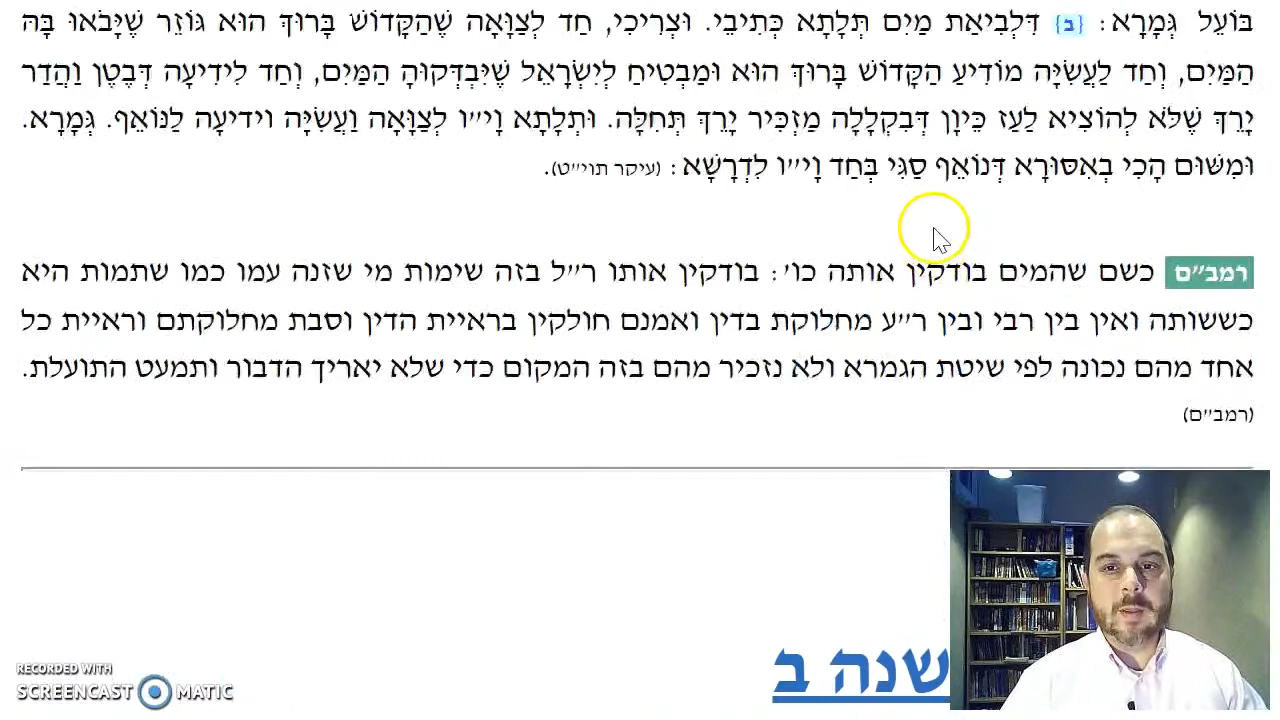 בּוֹעֵל גְּמָרָא: {ב} דִּלְבִיאַת מַיִם תְּלָתָא כְּתִיבֵי. וּצְרִיכִי, חַד לְצַוָּאָה שֶׁהַקָּדוֹשׁ בָּרוּךְ הוּא גּוֹזֵר שֶׁיָּבֹאוּ בָּהּ
הַמַּיִם, וְחַד לַעֲשִׂיָּה מוֹדִיעַ הַקָּדוֹשׁ בָּרוּךְ הוּא וּמַבְטִיחַ לְיִשְׂרָאֵל שֶׁיִּבְדְּקוּהָ הַמַּיִם, וְחַד לִידִיעָה דְּבֶטֶן וַהֲדַר
יָרֵךְ שֶׁלֹּא לְהוֹצִיא לַעַז כֵּיוָן דְּבִקְלָלָה מַזְכִּיר יָרֵךְ תְּחִלָּה. וּתְלָתָא וָי״ו לְצַוָּאָה וַעֲשִׂיָּה וידיעָה לַנּוֹאֵף. גְּמָרָא.
וּמִשּׁוּם הָכִי בְּאִסּוּרָא דְּנוֹאֵף סַגִּי בְּחַד וָי״ו לִדְרָשָׁא: (עיקר תוי״ט).
רמב״ם כשם שהמים בודקין אותה כו׳: בודקין אותו ר״ל בזה שימות מי שזנה עמו כמו שתמות היא
כששותה ואין בין רבי ובין ר״ע מחלוקת בדין ואמנם חולקין בראיית הדין וסבת מחלוקתם וראיית כל
אחד מהם נכונה לפי שיטת הגמרא ולא נזכיר מהם בזה המקום כדי שלא יאריך הדבור ותמעט התועלת.
(רמב״ם)
שנה ב
RECORDED WITH
SCREENCAST MATIC